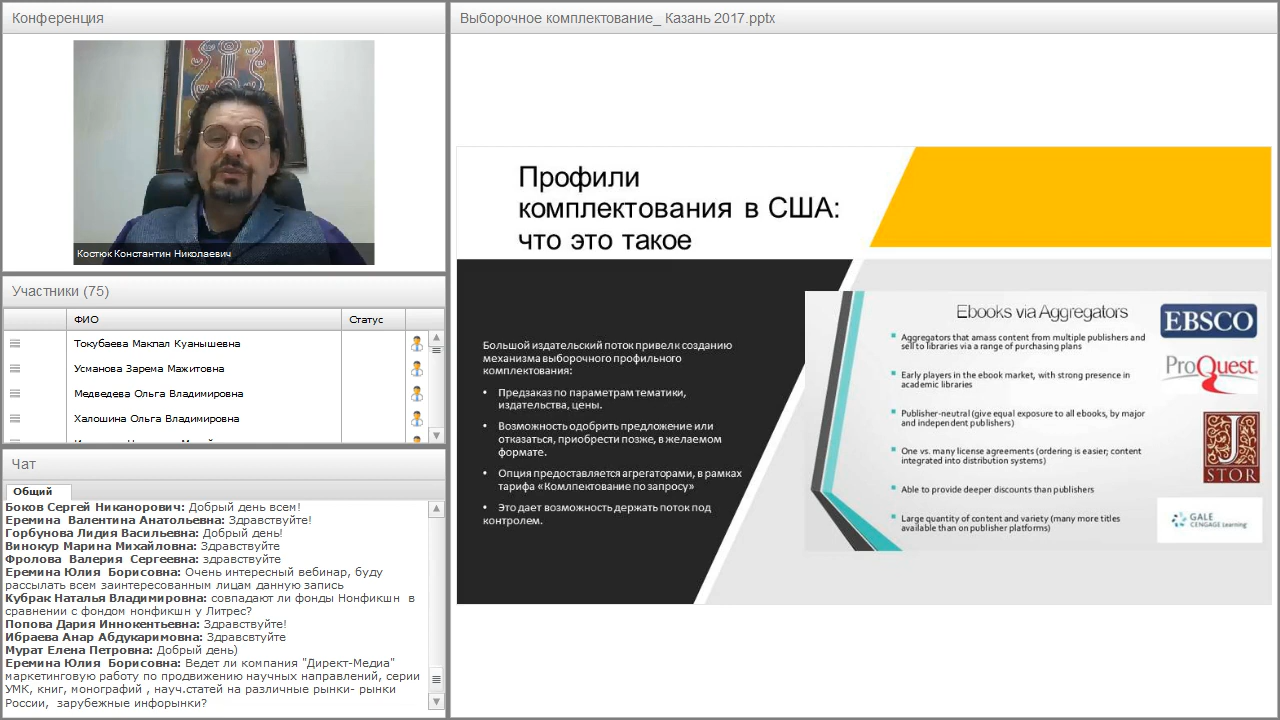 Конференция
Костюк Константин Николаевич
Участники (75)
ФИО
Статус
Токубаева Макпал Куанышевна
Усманова Зарема Мажитовна
Медведева Ольга Владимировна
Халошина Ольга Владимировна
Чат
Общий
Боков Сергей Никанорович: Добрый день всем!
Еремина Валентина Анатольевна: Здравствуйте!
Горбунова Лидия Васильевна: Добрый день!
Винокур Марина Михайловна: Здравствуйте
Фролова Валерия Сергеевна: здравствуйте
Еремина Юлия Борисовна: Очень интересный вебинар, буду
рассылать всем заинтересованным лицам данную запись
Кубрак Наталья Владимировна: совпадают ли фонды Нонфикшн в
сравнении с фондом нонфикшн у Литрес?
Попова Дария Иннокентьевна: Здравствуйте!
Ибраева Анар Абдукаримовна: Здравсвтуйте
Мурат Елена Петровна: Добрый день)
Еремина Юлия Борисовна: Ведет ли компания "Директ-Медиа"
маркетинговую работу по продвижению научных направлений, серии
УМК, книг, монографий , науч.статей на различные рынки- рынки
России, зарубежные инфорынки?
Выборочное комплектование_ Казань 2017.pptx
Профили
комплектования в США:
что это такое
Большой издательский поток привел к созданию
механизма выборочного профильного
комплектования:
• Предзаказ по параметрам тематики,
издательства, цены.
• Возможность одобрить предложение или
отказаться, приобрести позже, в желаемом
формате.
• Опция предоставляется агрегаторами, в рамках
тарифа «Комлпектование по запросу»
• Это дает возможность держать поток под
контролем.
Ebooks via Aggregators
Aggregators that amass content from multiple publishers and
sell to libraries via a range of purchasing plans
Early players in the ebook market, with strong presence in
academic libraries
Publisher-neutral (give equal exposure to all ebooks, by major
and independent publishers)
One vs. many license agreements (ordering is easier; content
integrated into distribution systems)
Able to provide deeper discounts than publishers
Large quantity of content and variety (many more titles
available than on publisher platforms)
EBSCO
ProQuest
J
STOR
GALE
CENGAGE Learning